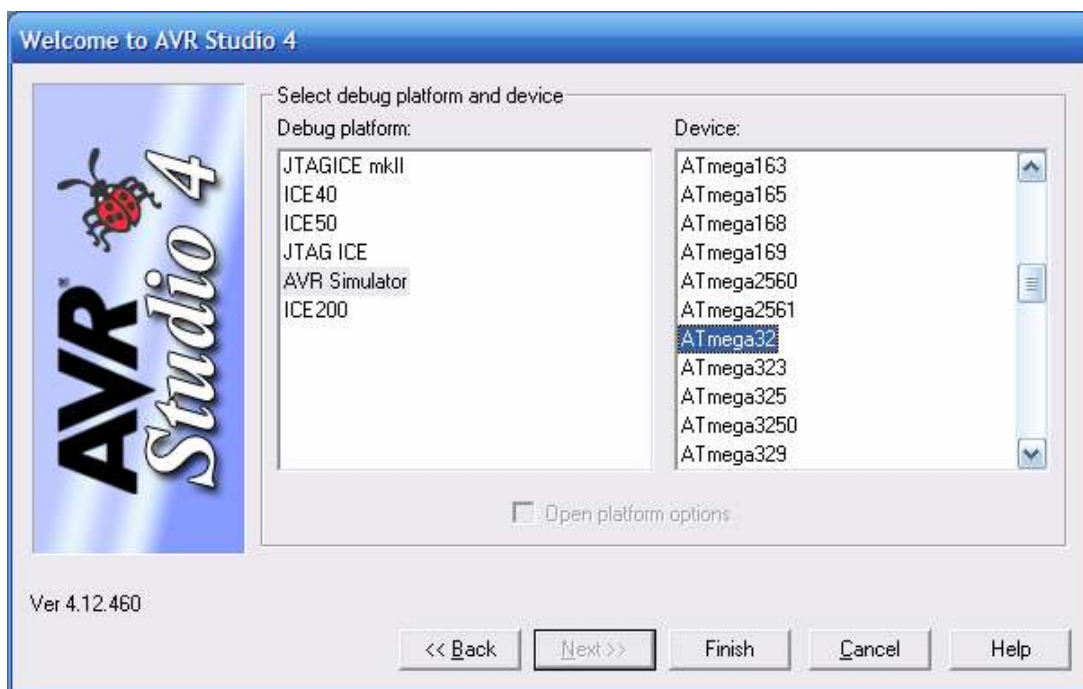 Welcome to AVR Studio 4
AVR® Studio 4
Select debug platform and device
Debug platform:
JTAGICE mkII
ICE40
ICE50
JTAG ICE
AVR Simulator
ICE200
Device:
ATmega163
ATmega165
ATmega168
ATmega169
ATmega2560
ATmega2561
ATmega32
ATmega323
ATmega325
ATmega3250
ATmega329
Open platform options
Ver 4.12.460
<< Back
Next >>
Finish
Cancel
Help